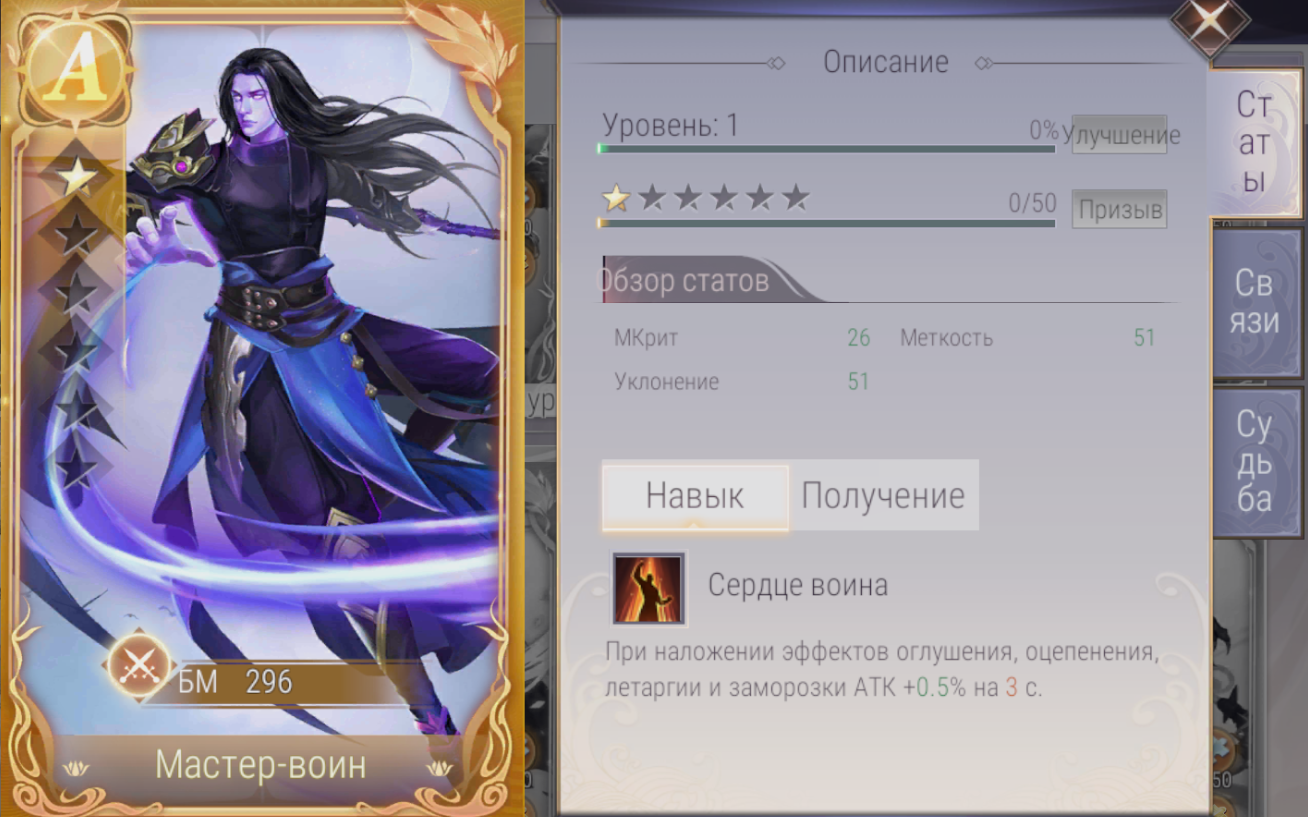 A
БМ 296
Мастер-воин
Описание
Уровень: 1 0% Улучшение
0/50 Призыв
Обзор статов
МКрит 26 Меткость 51
Уклонение 51
Навык Получение
Сердце воина
При наложении эффектов оглушения, оцепенения,
летаргии и заморозки АТК +0.5% на 3 с.
Ст
ат
ы
Св
язи
Су
дь
ба
ур
50